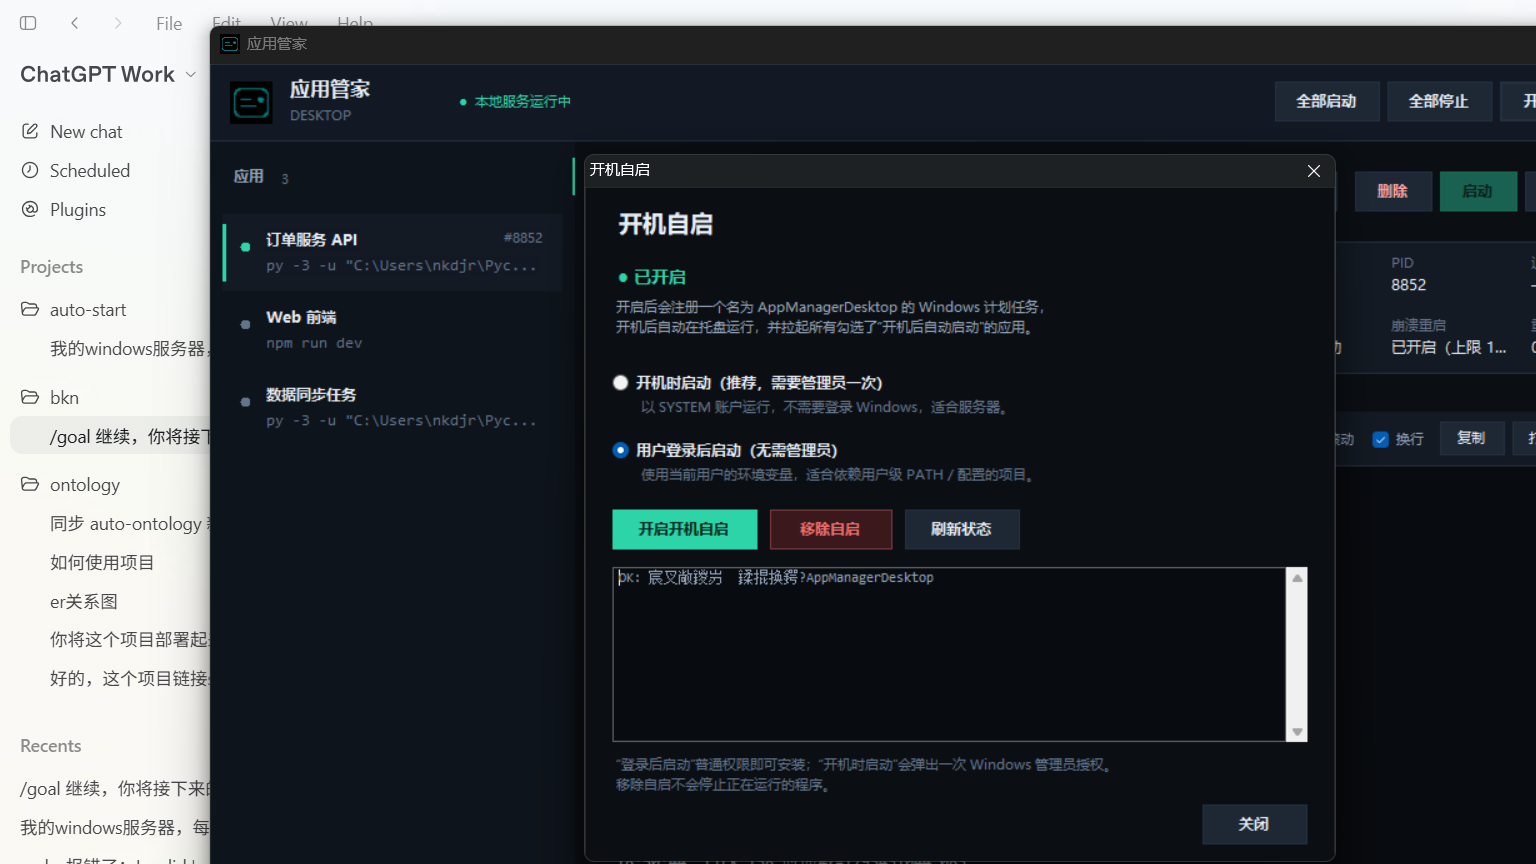 File Edit View Help
ChatGPT Work
New chat
Scheduled
Plugins
Projects
auto-start
我的windows服务器,
bkn
/goal 继续，你将接下
ontology
同步 auto-ontology
如何使用项目
er关系图
你将这个项目部署起
好的，这个项目链接
Recents
/goal 继续，你将接下来的
我的windows服务器，每
应用管家
应用管家
DESKTOP
本地服务运行中
全部启动
全部停止
开
应用 3
订单服务 API #8852
py -3 -u "C:\Users\nkdjr\Pyc...
Web 前端
npm run dev
数据同步任务
py -3 -u "C:\Users\nkdjr\Pyc...
删除
启动
PID
8852
崩溃重启
已开启（上限 1...
换行
复制
开机自启
开机自启
已开启
开启后会注册一个名为 AppManagerDesktop 的 Windows 计划任务，
开机后自动在托盘运行，并拉起所有勾选了"开机后自动启动"的应用。
开机时启动（推荐，需要管理员一次）
以 SYSTEM 账户运行，不需要登录 Windows，适合服务器。
用户登录后启动（无需管理员）
使用当前用户的环境变量，适合依赖用户级 PATH / 配置的项目。
开启开机自启
移除自启
刷新状态
OK: 宸叉敞鍐岃 鍒掍换鍔?AppManagerDesktop
"登录后启动"普通权限即可安装；"开机时启动"会弹出一次 Windows 管理员授权。
移除自启不会停止正在运行的程序。
关闭